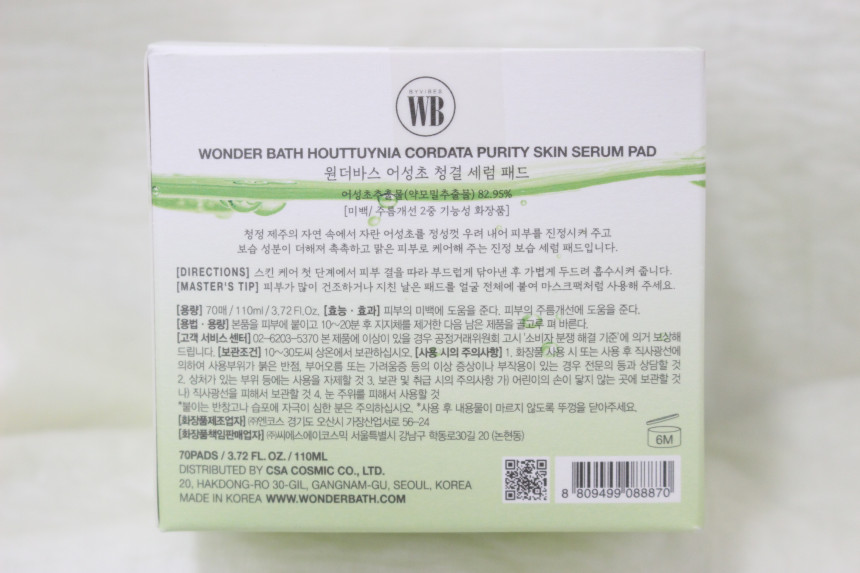 WB
WONDER BATH HOUTTUYNIA CORDATA PURITY SKIN SERUM PAD
원더바스 어성초 청결 세럼 패드
어성초추출물(약모밀추출물) 82.95%
[미백/ 주름개선 2중 기능성 화장품]
청정 제주의 자연 속에서 자란 어성초를 정성껏 우려 내어 피부를 진정시켜 주고
보습 성분이 더해져 촉촉하고 맑은 피부로 케어해 주는 진정 보습 세럼 패드입니다.
[DIRECTIONS] 스킨 케어 첫 단계에서 피부 결을 따라 부드럽게 닦아낸 후 가볍게 두드려 흡수시켜 줍니다.
[MASTER'S TIP] 피부가 많이 건조하거나 지친 날은 패드를 얼굴 전체에 붙여 마스크팩처럼 사용해 주세요.
[용량] 70매 / 110ml / 3.72 Fl.Oz. [효능·효과] 피부의 미백에 도움을 준다. 피부의 주름개선에 도움을 준다.
[용법·용량] 본품을 피부에 붙이고 10~20분 후 지지체를 제거한 다음 남은 제품을 골고루 펴 바른다.
[고객 서비스 센터] 02-6203-5370 본 제품에 이상이 있을 경우 공정거래위원회 고시 '소비자 분쟁 해결 기준'에 의거 보상해
드립니다. [보관조건] 10~30도씨 상온에서 보관하십시오. [사용 시의 주의사항] 1. 화장품 사용 시 또는 사용 후 직사광선에
의하여 사용부위가 붉은 반점, 부어오름 또는 가려움증 등의 이상 증상이나 부작용이 있는 경우 전문의 등과 상담할 것
2. 상처가 있는 부위 등에는 사용을 자제할 것 3. 보관 및 취급 시의 주의사항 가) 어린이의 손이 닿지 않는 곳에 보관할 것
나) 직사광선을 피해서 보관할 것 4. 눈 주위를 피해서 사용할 것
*붙이는 반창고나 습포에 자극이 심한 분은 주의하십시오. *사용 후 내용물이 마르지 않도록 뚜껑을 닫아주세요.
[화장품제조업자] ㈜엔코스 경기도 오산시 가장산업서로 56-24
[화장품책임판매업자] ㈜씨에스에이코스믹 서울특별시 강남구 학동로30길 20 (논현동)
6M
70PADS / 3.72 FL. OZ. / 110ML
DISTRIBUTED BY CSA COSMIC CO., LTD.
20, HAKDONG-RO 30-GIL, GANGNAM-GU, SEOUL, KOREA
MADE IN KOREA WWW.WONDERBATH.COM
8 809499 088870